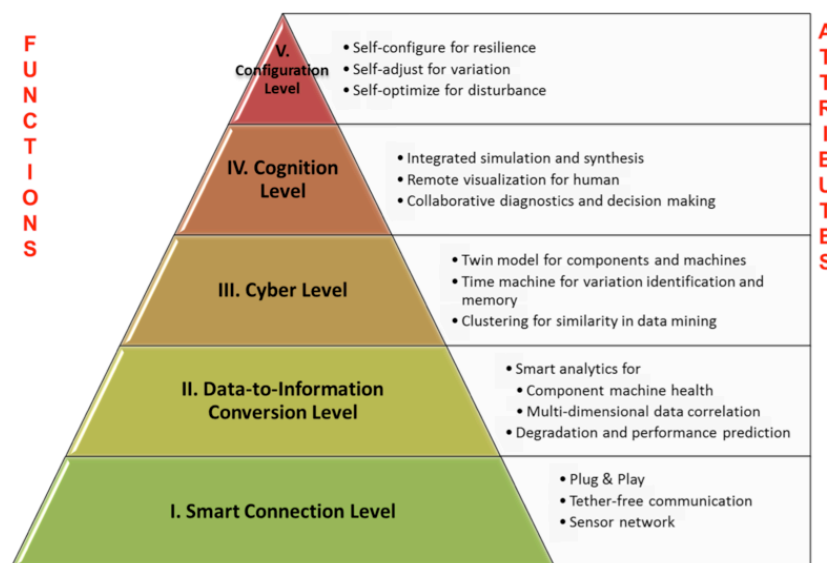 FUNCTIONS
ATTRIBUTES
V.
Configuration
Level
• Self-configure for resilience
• Self-adjust for variation
• Self-optimize for disturbance
IV. Cognition
Level
• Integrated simulation and synthesis
• Remote visualization for human
• Collaborative diagnostics and decision making
III. Cyber Level
• Twin model for components and machines
• Time machine for variation identification and
memory
• Clustering for similarity in data mining
II. Data-to-Information
Conversion Level
• Smart analytics for
• Component machine health
• Multi-dimensional data correlation
• Degradation and performance prediction
I. Smart Connection Level
• Plug & Play
• Tether-free communication
• Sensor network